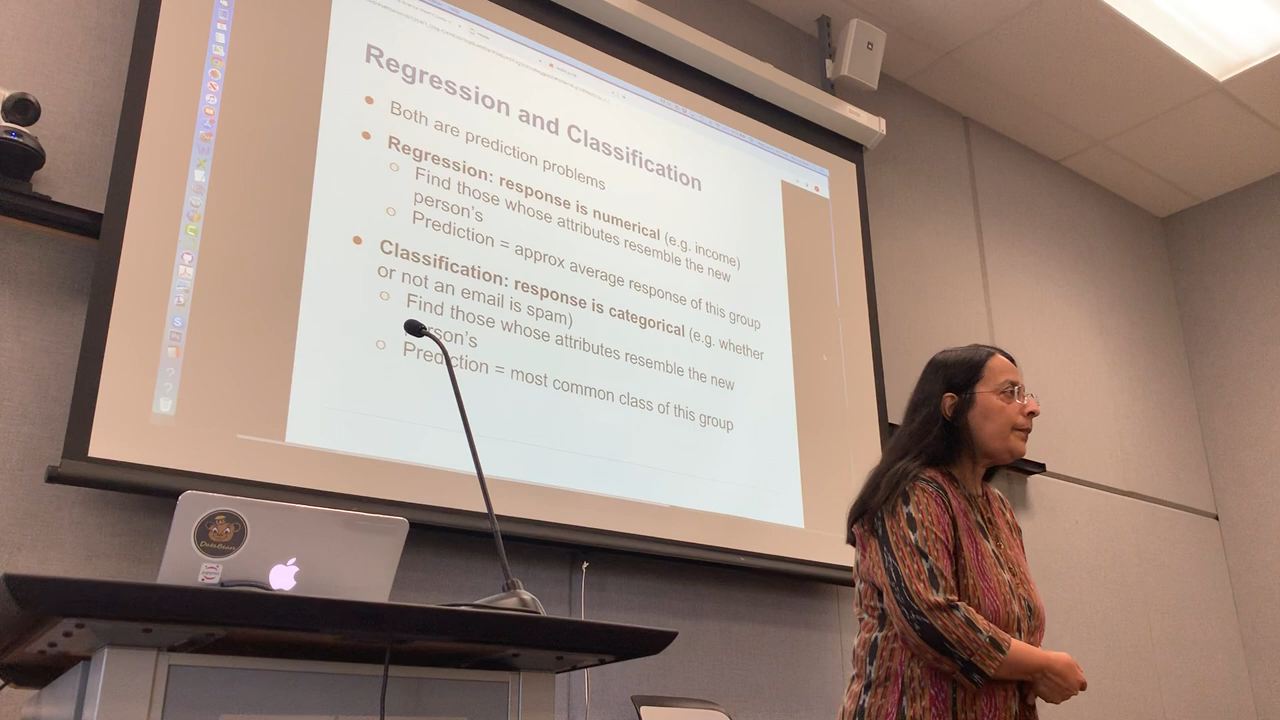 Regression and Classification
Both are prediction problems
Regression: response is numerical (e.g. income)
Find those whose attributes resemble the new
person's
Prediction = approx average response of this group
Classification: response is categorical (e.g. whether
or not an email is spam)
Find those whose attributes resemble the new
rson's
Prediction = most common class of this group
DataBear